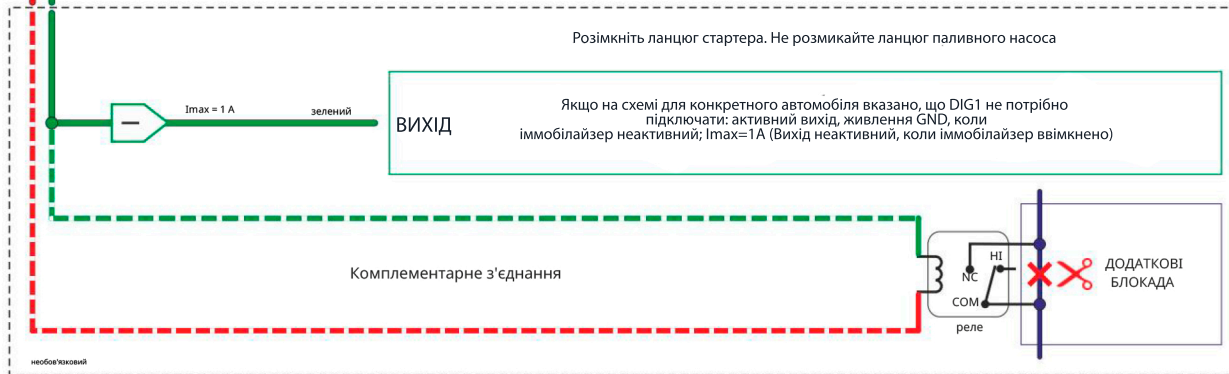 Розімкніть ланцюг стартера. Не розмикайте ланцюг паливного насоса
Imax = 1 A
зелений
ВИХІД
Якщо на схемі для конкретного автомобіля вказано, що DIG1 не потрібно
підключати: активний вихід, живлення GND, коли
іммобілайзер неактивний; Imax=1A (Вихід неактивний, коли іммобілайзер ввімкнено)
Комплементарне з'єднання
НІ
NC
COM
реле
ДОДАТКОВІ
БЛОКАДА
необов'язковий